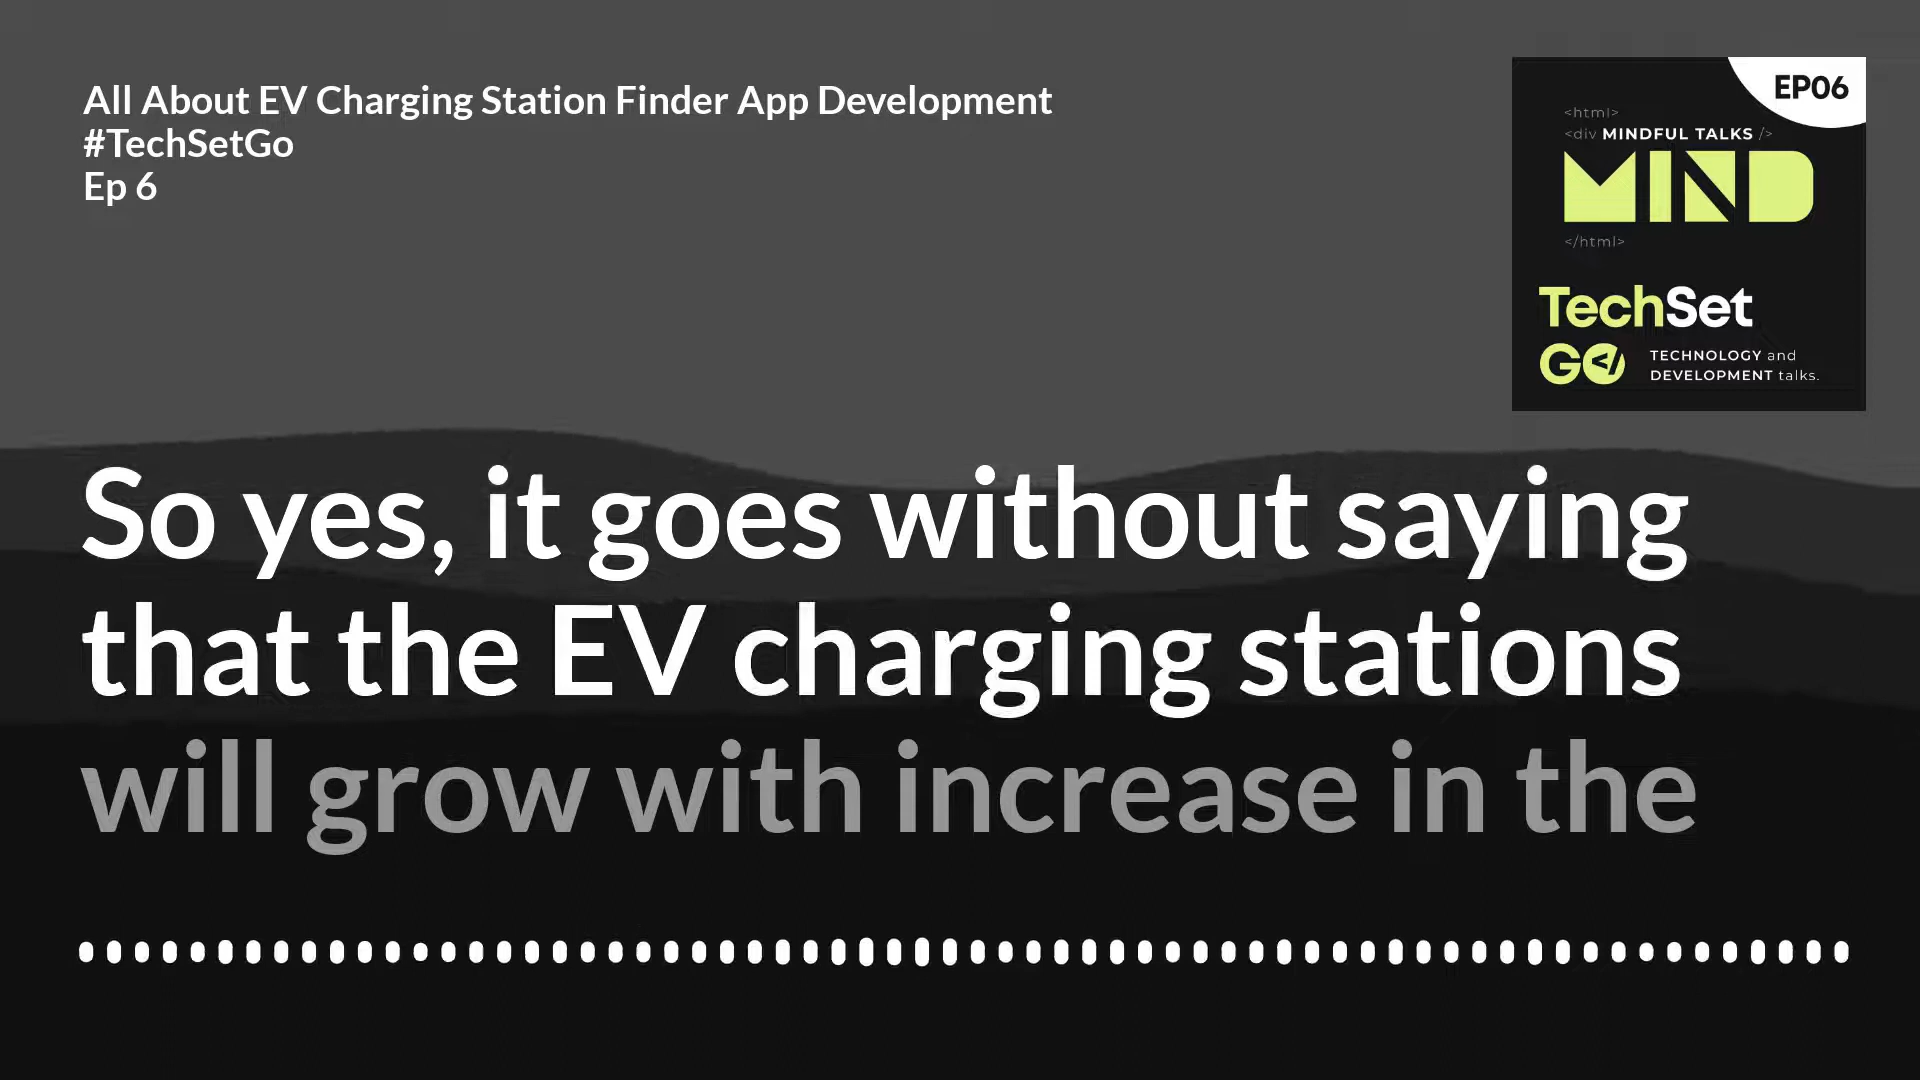 All About EV Charging Station Finder App Development
#TechSetGo
Ep 6
EP06
<html>
<div MINDFUL TALKS />
MIND
</html>
TechSet
GO </>
TECHNOLOGY and
DEVELOPMENT talks.
So yes, it goes without saying
that the EV charging stations
will grow with increase in the